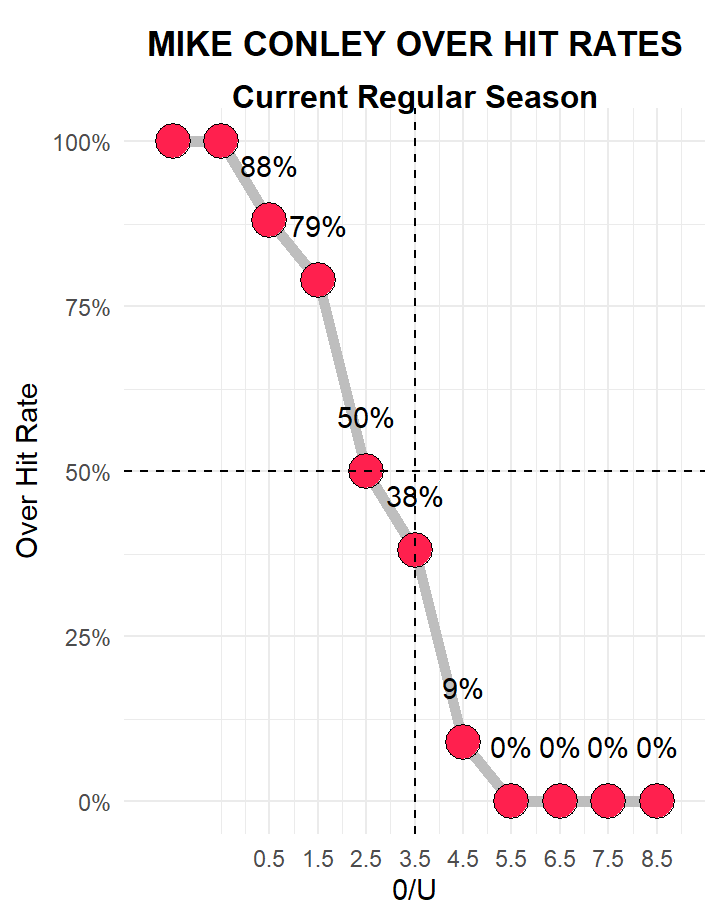 MIKE CONLEY OVER HIT RATES
Current Regular Season
100%
88%
79%
75%
50%
50%
38%
25%
9%
0% 0% 0% 0%
0%
Over Hit Rate
0.5 1.5 2.5 3.5 4.5 5.5 6.5 7.5 8.5
0/U